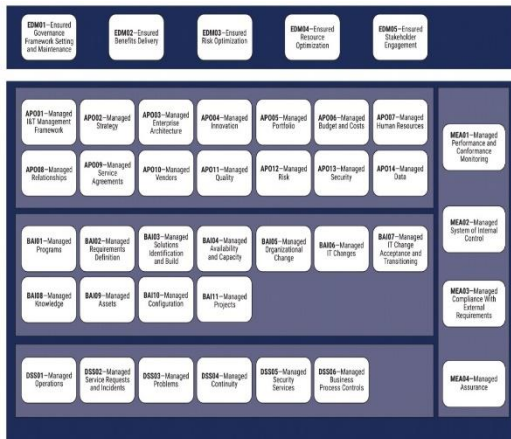 EDM01—Ensured
Governance
Framework Setting
and Maintenance
EDM02—Ensured
Benefits Delivery
EDM03—Ensured
Risk Optimization
EDM04—Ensured
Resource
Optimization
EDM05—Ensured
Stakeholder
Engagement
APO01—Managed
I&T Management
Framework
APO02—Managed
Strategy
APO03—Managed
Enterprise
Architecture
APO04—Managed
Innovation
APO05—Managed
Portfolio
APO06—Managed
Budget and Costs
APO07—Managed
Human Resources
APO08—Managed
Relationships
APO09—Managed
Service
Agreements
APO10—Managed
Vendors
APO11—Managed
Quality
APO12—Managed
Risk
APO13—Managed
Security
APO14—Managed
Data
MEA01—Managed
Performance and
Conformance
Monitoring
BAI01—Managed
Programs
BAI02—Managed
Requirements
Definition
BAI03—Managed
Solutions
Identification
and Build
BAI04—Managed
Availability
and Capacity
BAI05—Managed
Organizational
Change
BAI06—Managed
IT Changes
BAI07—Managed
IT Change
Acceptance and
Transitioning
MEA02—Managed
System of Internal
Control
BAI08—Managed
Knowledge
BAI09—Managed
Assets
BAI10—Managed
Configuration
BAI11—Managed
Projects
MEA03—Managed
Compliance With
External
Requirements
DSS01—Managed
Operations
DSS02—Managed
Service Requests
and Incidents
DSS03—Managed
Problems
DSS04—Managed
Continuity
DSS05—Managed
Security
Services
DSS06—Managed
Business
Process Controls
MEA04—Managed
Assurance